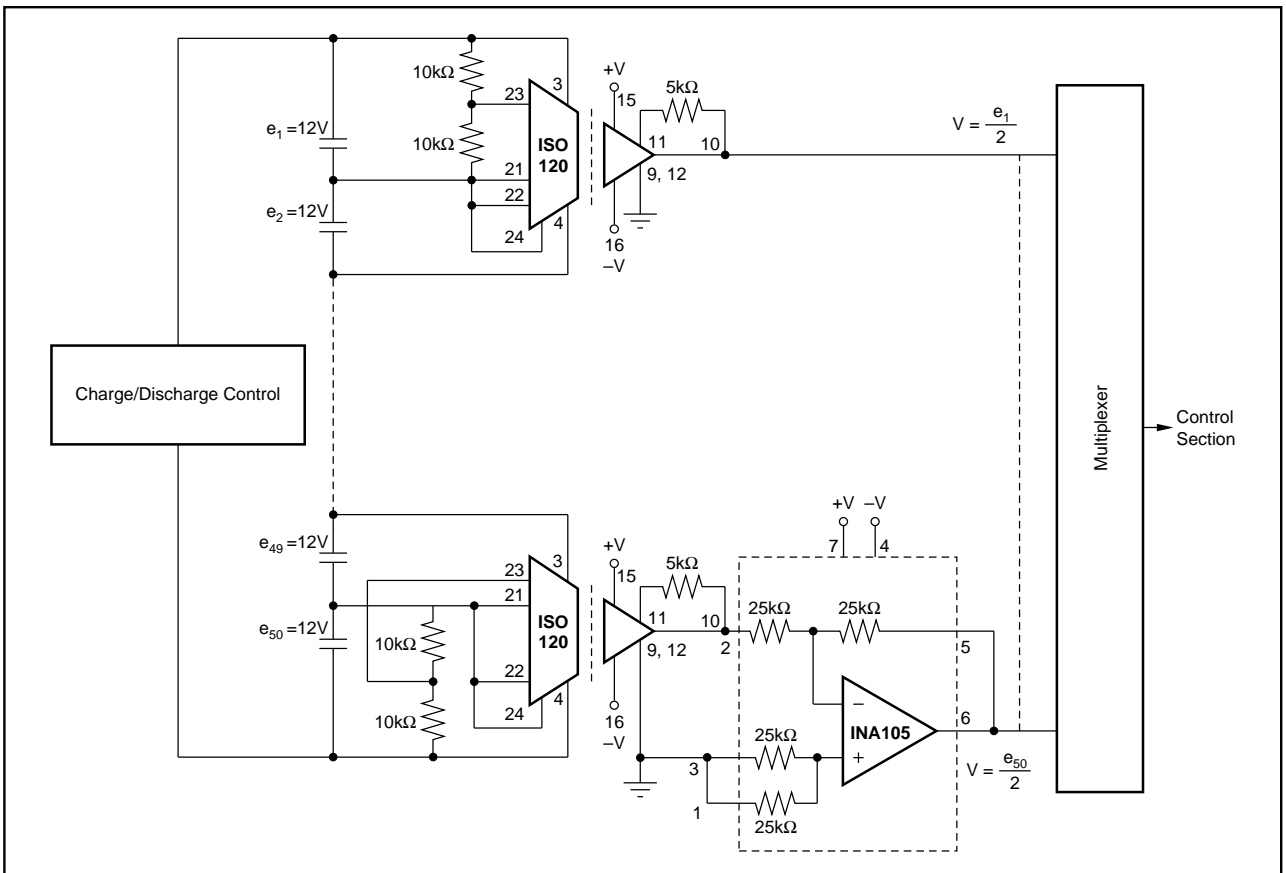 10kΩ
3
+V
15
5kΩ
23
e₁ =12V
10kΩ
ISO
120
11
10
V = e₁/2
9, 12
21
22
e₂ =12V
4
24
16
–V
Charge/Discharge Control
Multiplexer
Control
Section
+V –V
7 4
e₄₉ =12V
3
+V
15
5kΩ
23
21
11
25kΩ
25kΩ
e₅₀ =12V
10kΩ
ISO
120
10
2
5
9, 12
22
4
10kΩ
24
16
–V
–
INA105
+
6
25kΩ
3
V = e₅₀/2
1
25kΩ